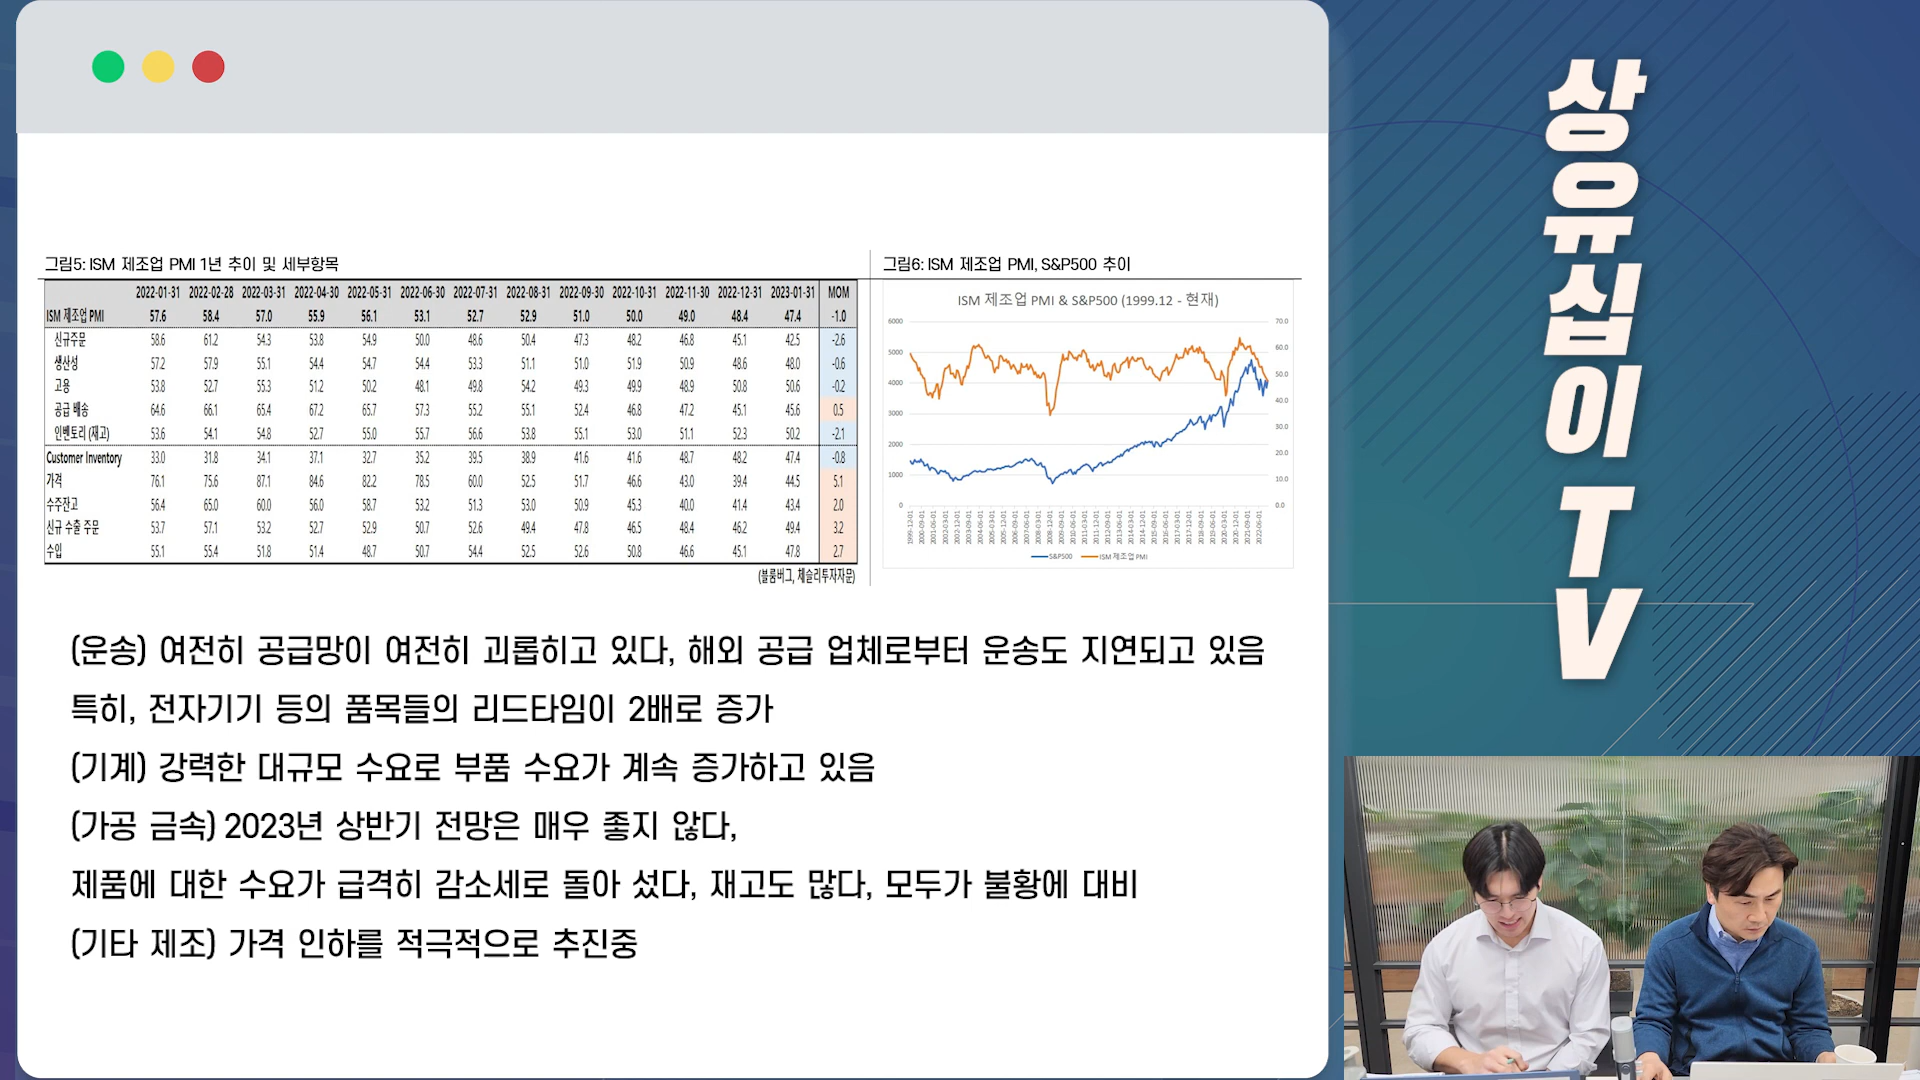 그림5: ISM 제조업 PMI 1년 추이 및 세부항목
2022-01-31 2022-02-28 2022-03-31 2022-04-30 2022-05-31 2022-06-30 2022-07-31 2022-08-31 2022-09-30 2022-10-31 2022-11-30 2022-12-31 2023-01-31 MOM
ISM 제조업 PMI 57.6 58.4 57.0 55.9 56.1 53.1 52.7 52.9 51.0 50.0 49.0 48.4 47.4 -1.0
신규주문 58.6 61.2 54.3 53.8 54.9 50.0 48.6 50.4 47.3 48.2 46.8 45.1 42.5 -2.6
생산성 57.2 57.9 55.1 54.4 54.7 54.4 53.3 51.1 51.0 51.9 50.9 48.6 48.0 -0.6
고용 53.8 52.7 55.3 51.2 50.2 48.1 49.8 54.2 49.3 49.9 48.9 50.8 50.6 -0.2
공급 배송 64.6 66.1 65.4 67.2 65.7 57.3 55.2 55.1 52.4 46.8 47.2 45.1 45.6 0.5
인벤토리 (재고) 53.6 54.1 54.8 52.7 55.0 55.7 56.6 53.8 55.1 53.0 51.1 52.3 50.2 -2.1
Customer Inventory 33.0 31.8 34.1 37.1 32.7 35.2 39.5 38.9 41.6 41.6 48.7 48.2 47.4 -0.8
가격 76.1 75.6 87.1 84.6 82.2 78.5 60.0 52.5 51.7 46.6 43.0 39.4 44.5 5.1
수주잔고 56.4 65.0 60.0 56.0 58.7 53.2 51.3 53.0 50.9 45.3 40.0 41.4 43.4 2.0
신규 수출 주문 53.7 57.1 53.2 52.7 52.9 50.7 52.6 49.4 47.8 46.5 48.4 46.2 49.4 3.2
수입 55.1 55.4 51.8 51.4 48.7 50.7 54.4 52.5 52.6 50.8 46.6 45.1 47.8 2.7
(블룸버그, 체슬리투자자문)
그림6: ISM 제조업 PMI, S&P500 추이
ISM 제조업 PMI & S&P500 (1999.12 - 현재)
6000 70.0
5000 60.0
4000 50.0
3000 40.0
2000 30.0
1000 20.0
0 10.0
0.0
S&P500 ISM 제조업 PMI
(운송) 여전히 공급망이 여전히 괴롭히고 있다, 해외 공급 업체로부터 운송도 지연되고 있음
특히, 전자기기 등의 품목들의 리드타임이 2배로 증가
(기계) 강력한 대규모 수요로 부품 수요가 계속 증가하고 있음
(가공 금속) 2023년 상반기 전망은 매우 좋지 않다,
제품에 대한 수요가 급격히 감소세로 돌아 섰다, 재고도 많다, 모두가 불황에 대비
(기타 제조) 가격 인하를 적극적으로 추진중
상유십이 TV